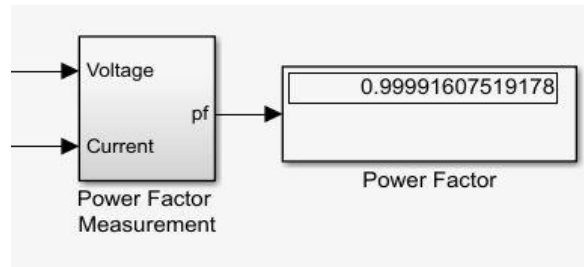 Voltage
Current
pf
Power Factor
Measurement
0.99991607519178
Power Factor